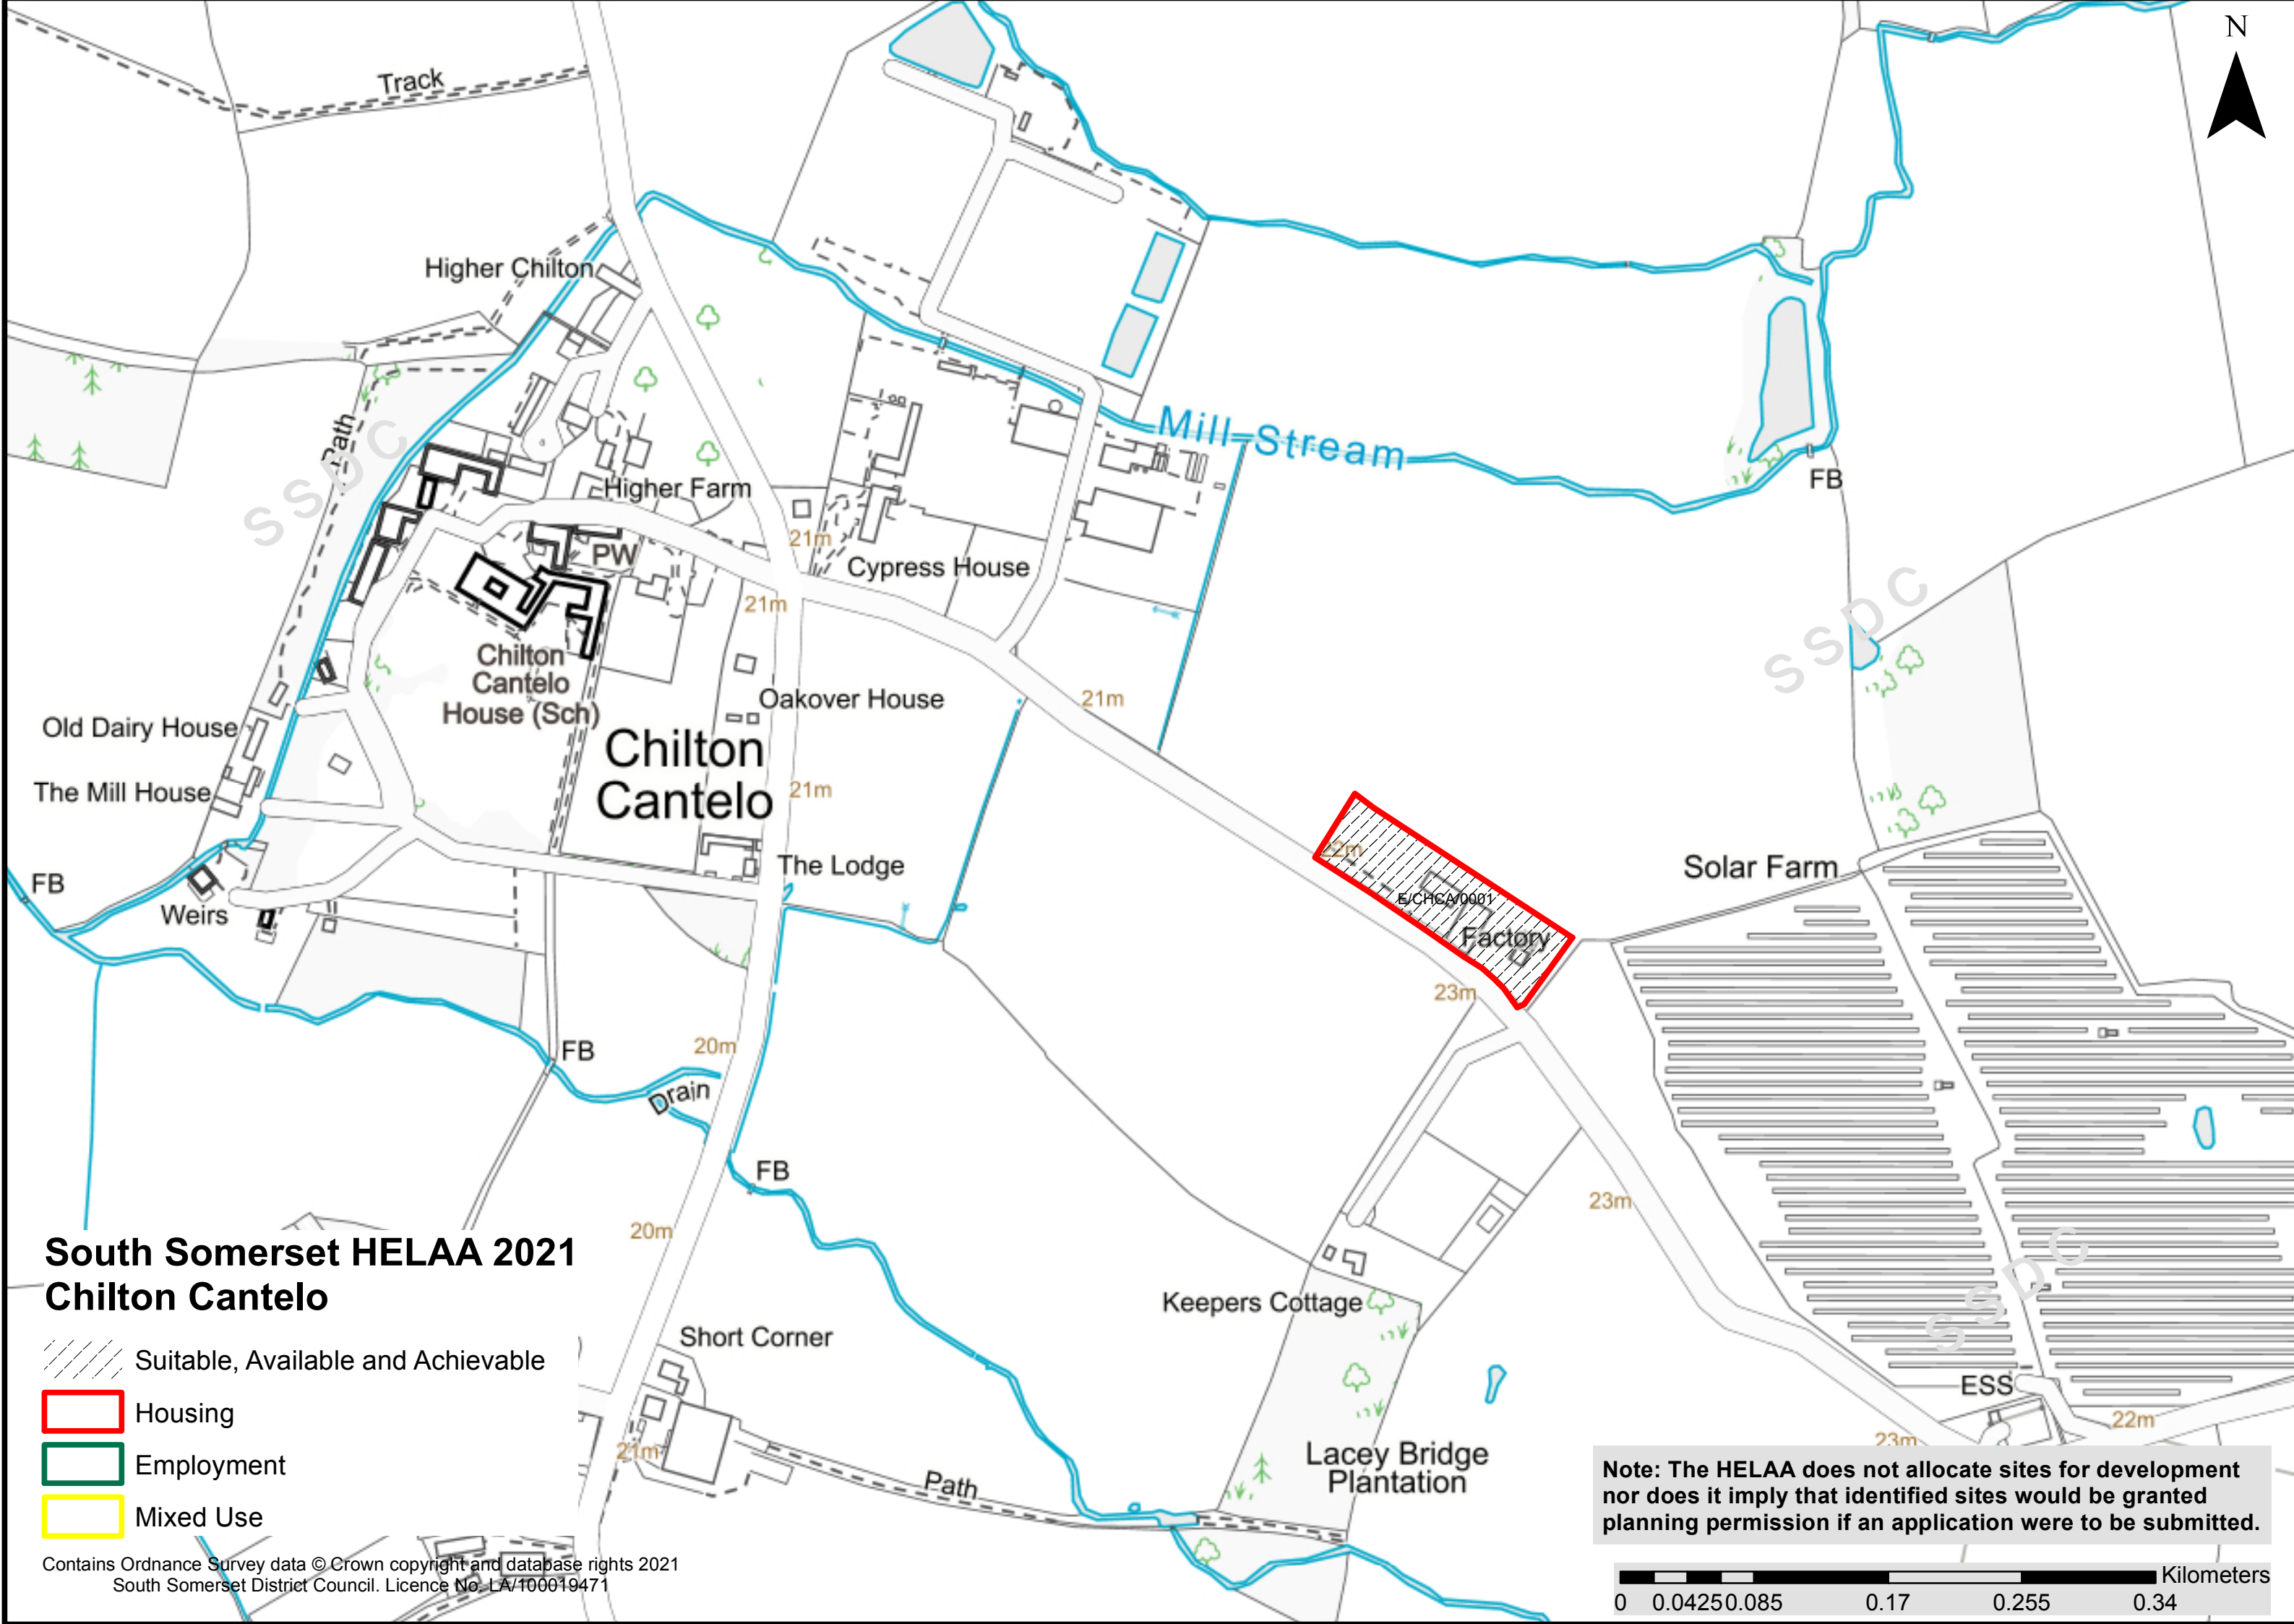 N
Track
Higher Chilton
Path
SSDC
Mill Stream
FB
Higher Farm
21m
PW
Cypress House
21m
SSDC
Chilton
Cantelo
House (Sch)
Oakover House
21m
Old Dairy House
Chilton
Cantelo
The Mill House
21m
22m
The Lodge
Solar Farm
FB
E/CHCA/0001
Weirs
Factory
23m
FB
20m
Drain
FB
23m
20m
SSDC
South Somerset HELAA 2021
Chilton Cantelo
Keepers Cottage
Short Corner
Suitable, Available and Achievable
ESS
Housing
22m
23m
21m
Employment
Lacey Bridge
Plantation
Path
Mixed Use
Note: The HELAA does not allocate sites for development
nor does it imply that identified sites would be granted
planning permission if an application were to be submitted.
Contains Ordnance Survey data © Crown copyright and database rights 2021
South Somerset District Council. Licence No. LA/100019471
Kilometers
0 0.0425 0.085 0.17 0.255 0.34